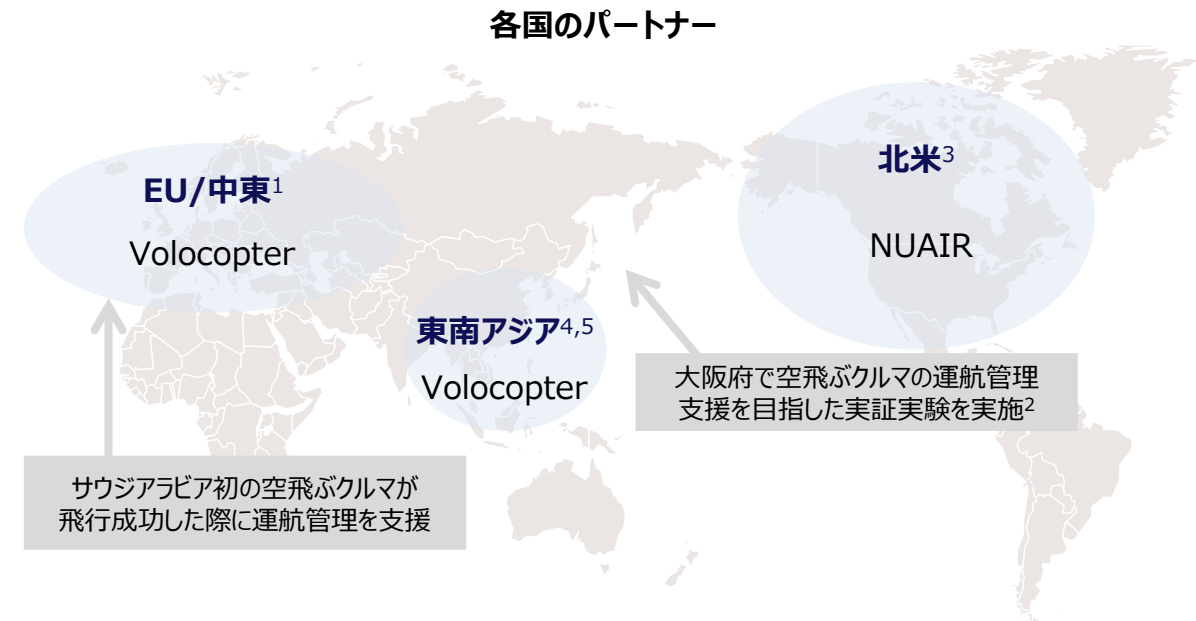 各国のパートナー
EU/中東1
Volocopter
北米3
NUAIR
東南アジア4,5
Volocopter
大阪府で空飛ぶクルマの運航管理
支援を目指した実証実験を実施2
サウジアラビア初の空飛ぶクルマが
飛行成功した際に運航管理を支援